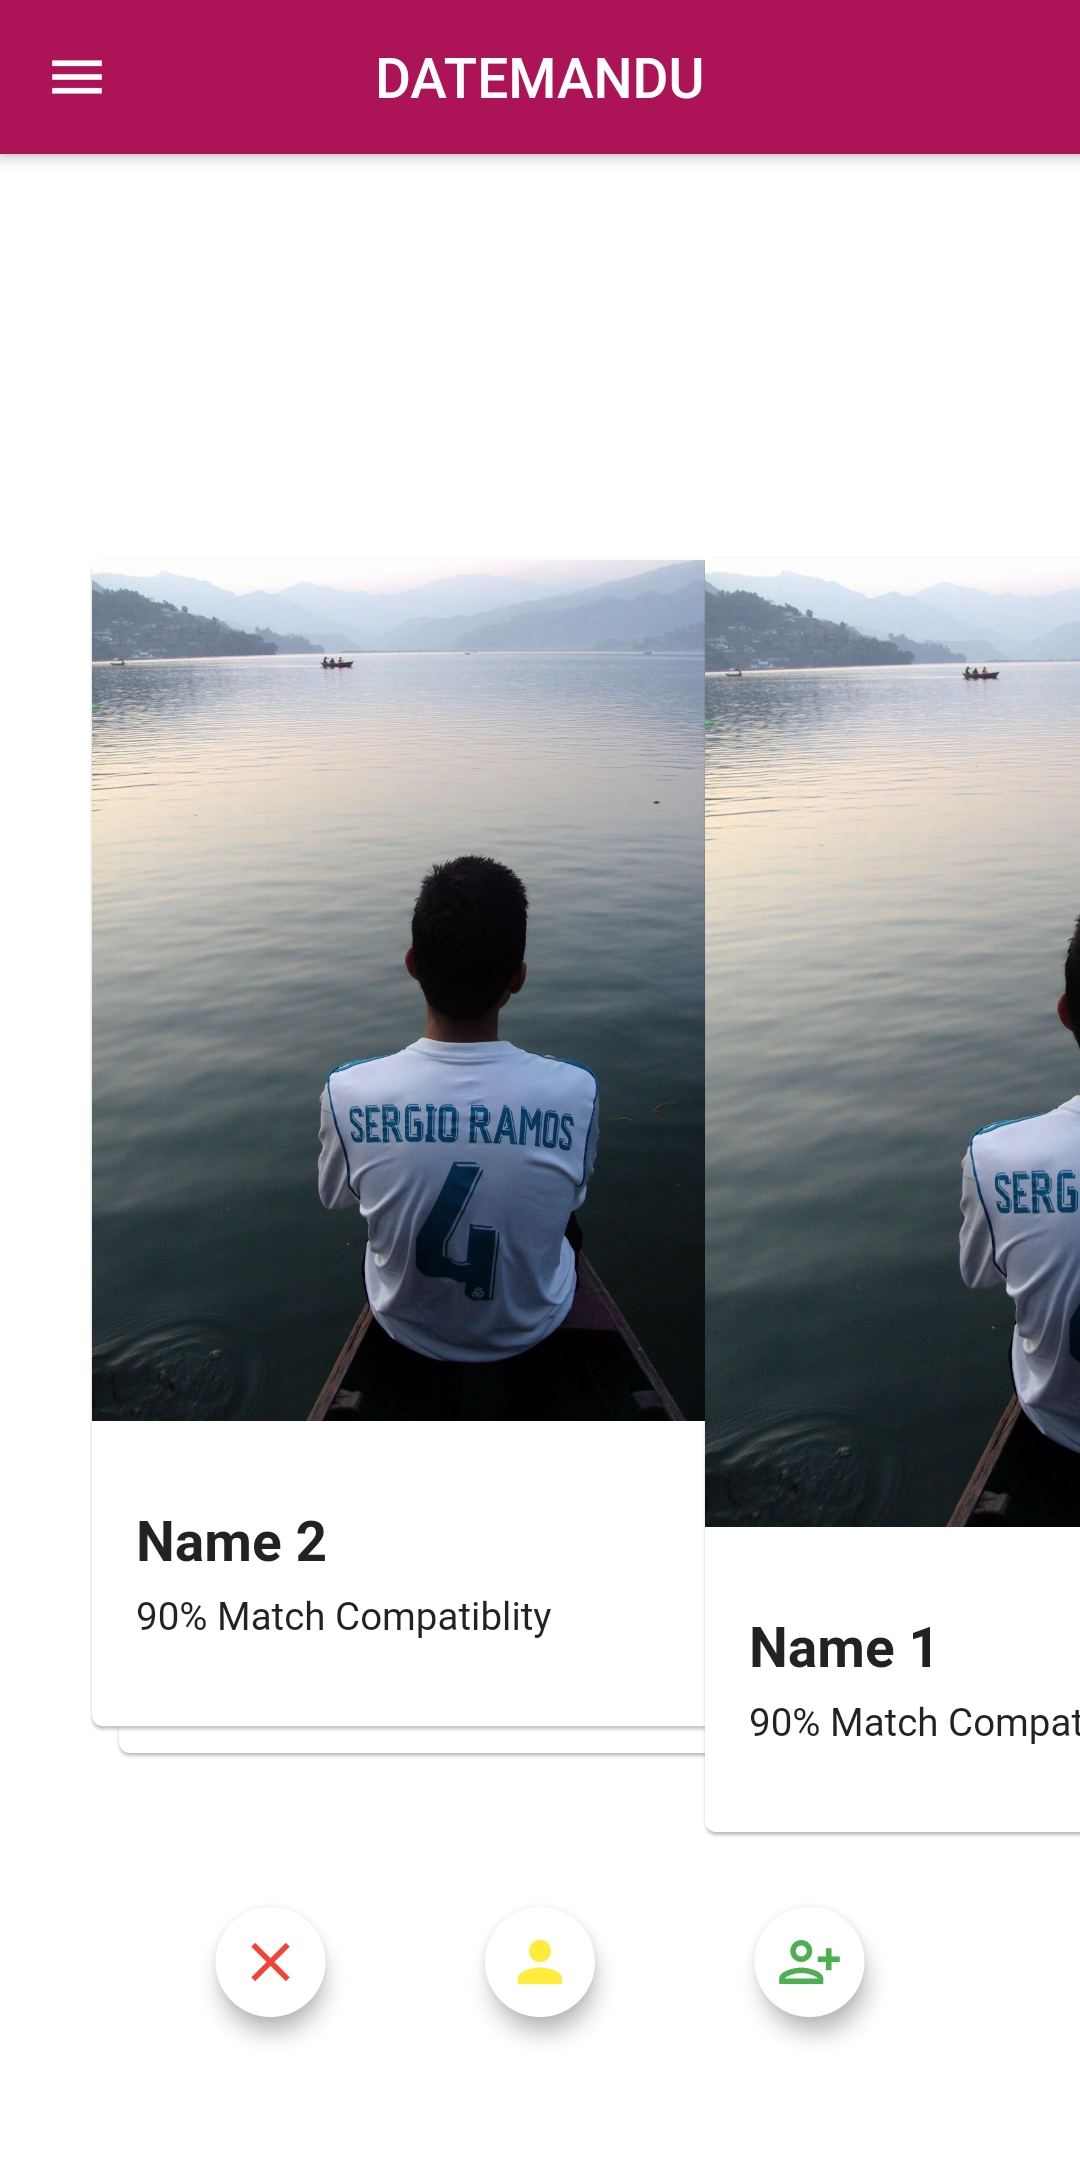 DATEMANDU
SERGIO RAMOS
4
Name 2
90% Match Compatiblity
SERG
Name 1
90% Match Compat